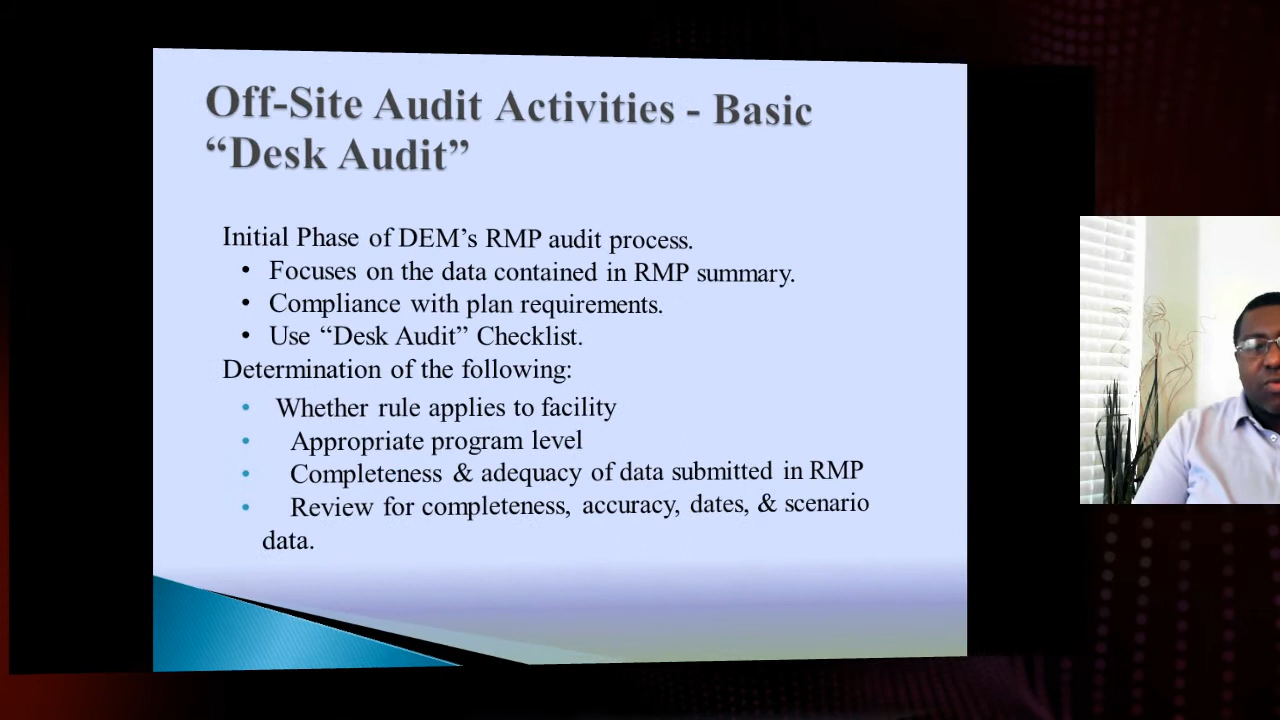 Off-Site Audit Activities - Basic
“Desk Audit”
Initial Phase of DEM’s RMP audit process.
• Focuses on the data contained in RMP summary.
• Compliance with plan requirements.
• Use “Desk Audit” Checklist.
Determination of the following:
• Whether rule applies to facility
• Appropriate program level
• Completeness & adequacy of data submitted in RMP
• Review for completeness, accuracy, dates, & scenario
data.